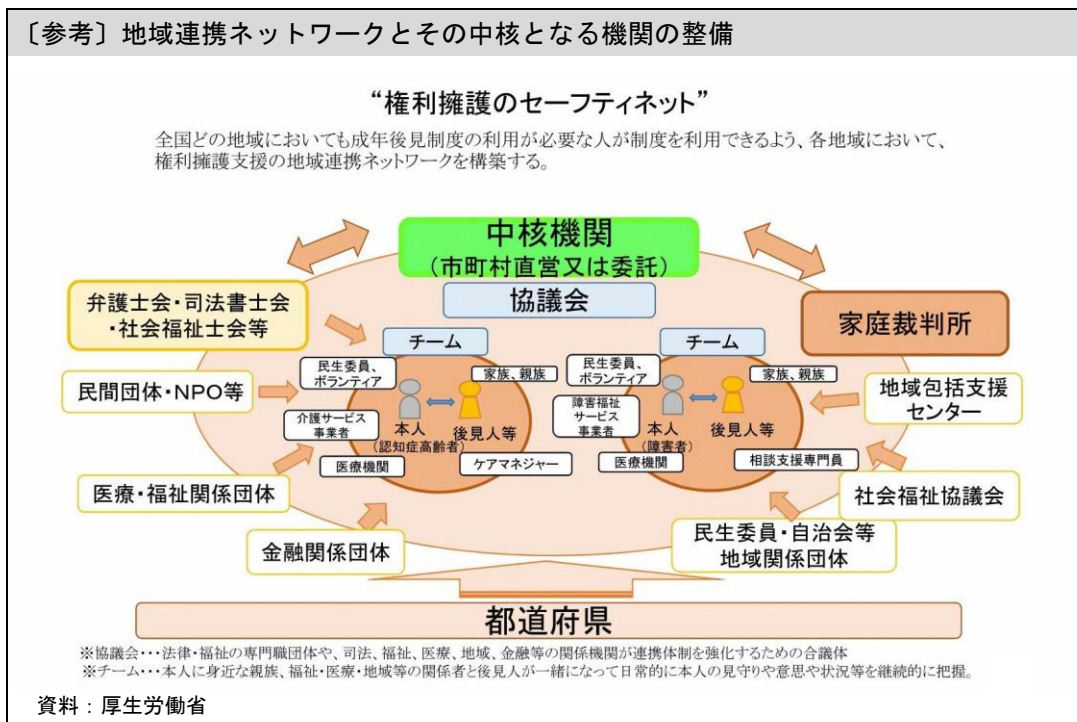 〔参考〕地域連携ネットワークとその中核となる機関の整備
“権利擁護のセーフティネット”
全国どの地域においても成年後見制度の利用が必要な人が制度を利用できるよう、各地域において、
権利擁護支援の地域連携ネットワークを構築する。
中核機関
（市町村直営又は委託）
協議会
弁護士会・司法書士会
・社会福祉士会等
民間団体・NPO等
医療・福祉関係団体
金融関係団体
チーム
民生委員、
ボランティア
家族、親族
介護サービス
事業者
本人
（認知症高齢者）
後見人等
医療機関
ケアマネジャー
チーム
民生委員、
ボランティア
家族、親族
障害福祉
サービス
事業者
本人
（障害者）
後見人等
医療機関
相談支援専門員
家庭裁判所
地域包括支援
センター
社会福祉協議会
民生委員・自治会等
地域関係団体
都道府県
※協議会・・・法律・福祉の専門職団体や、司法、福祉、医療、地域、金融等の関係機関が連携体制を強化するための合議体
※チーム・・・本人に身近な親族、福祉・医療・地域等の関係者と後見人が一緒になって日常的に本人の見守りや意思や状況等を継続的に把握。
資料：厚生労働省